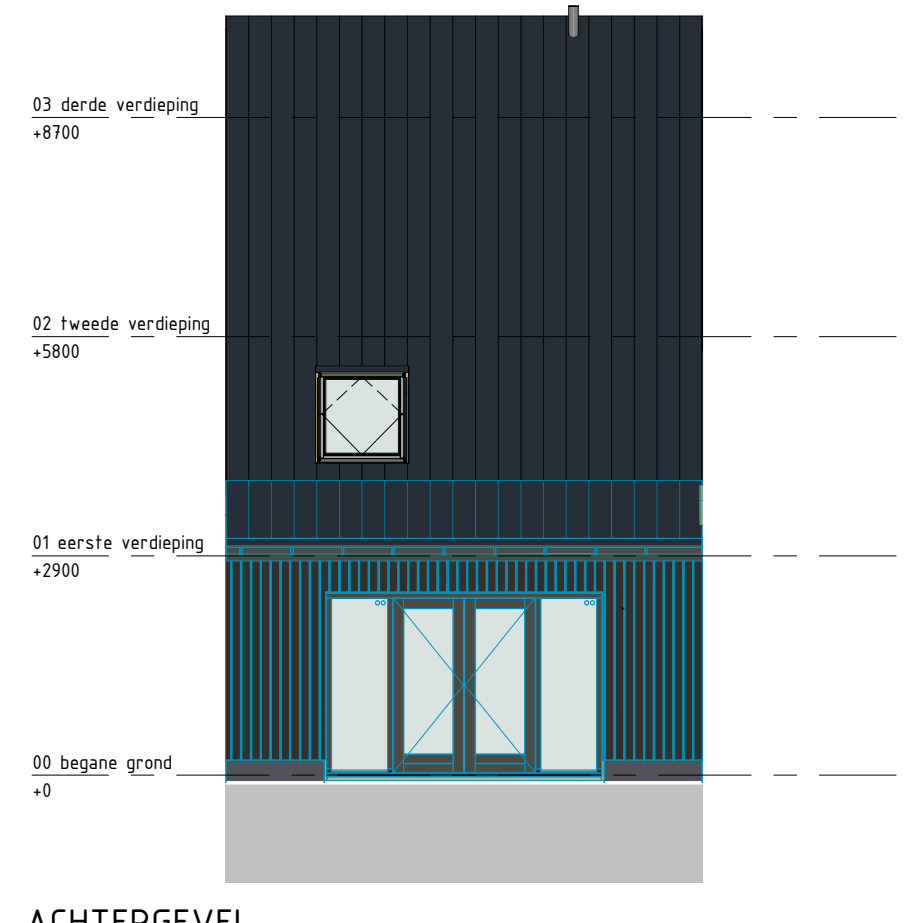 03 derde verdieping
+8700
02 tweede verdieping
+5800
01 eerste verdieping
+2900
00 begane grond
+0
ACHTERGEVEL